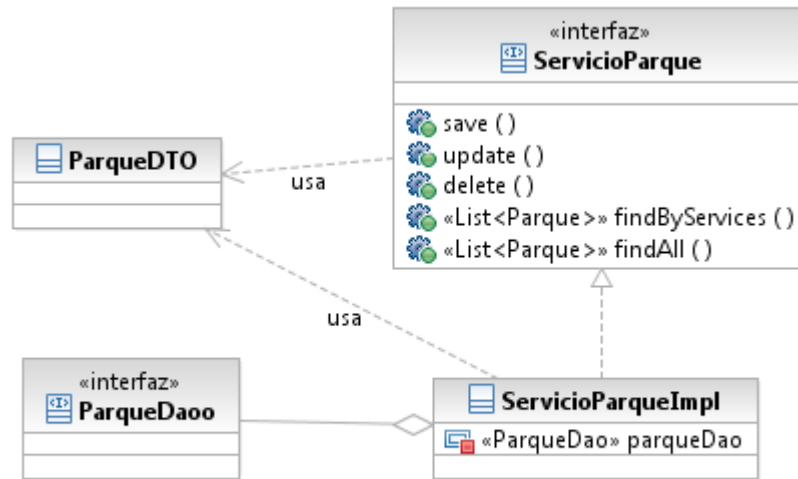 «interfaz»
ServicioParque
save ( )
update ( )
delete ( )
«List<Parque>» findByServices ( )
«List<Parque>» findAll ( )
ParqueDTO
usa
usa
«interfaz»
ParqueDaoo
ServicioParqueImpl
«ParqueDao» parqueDao